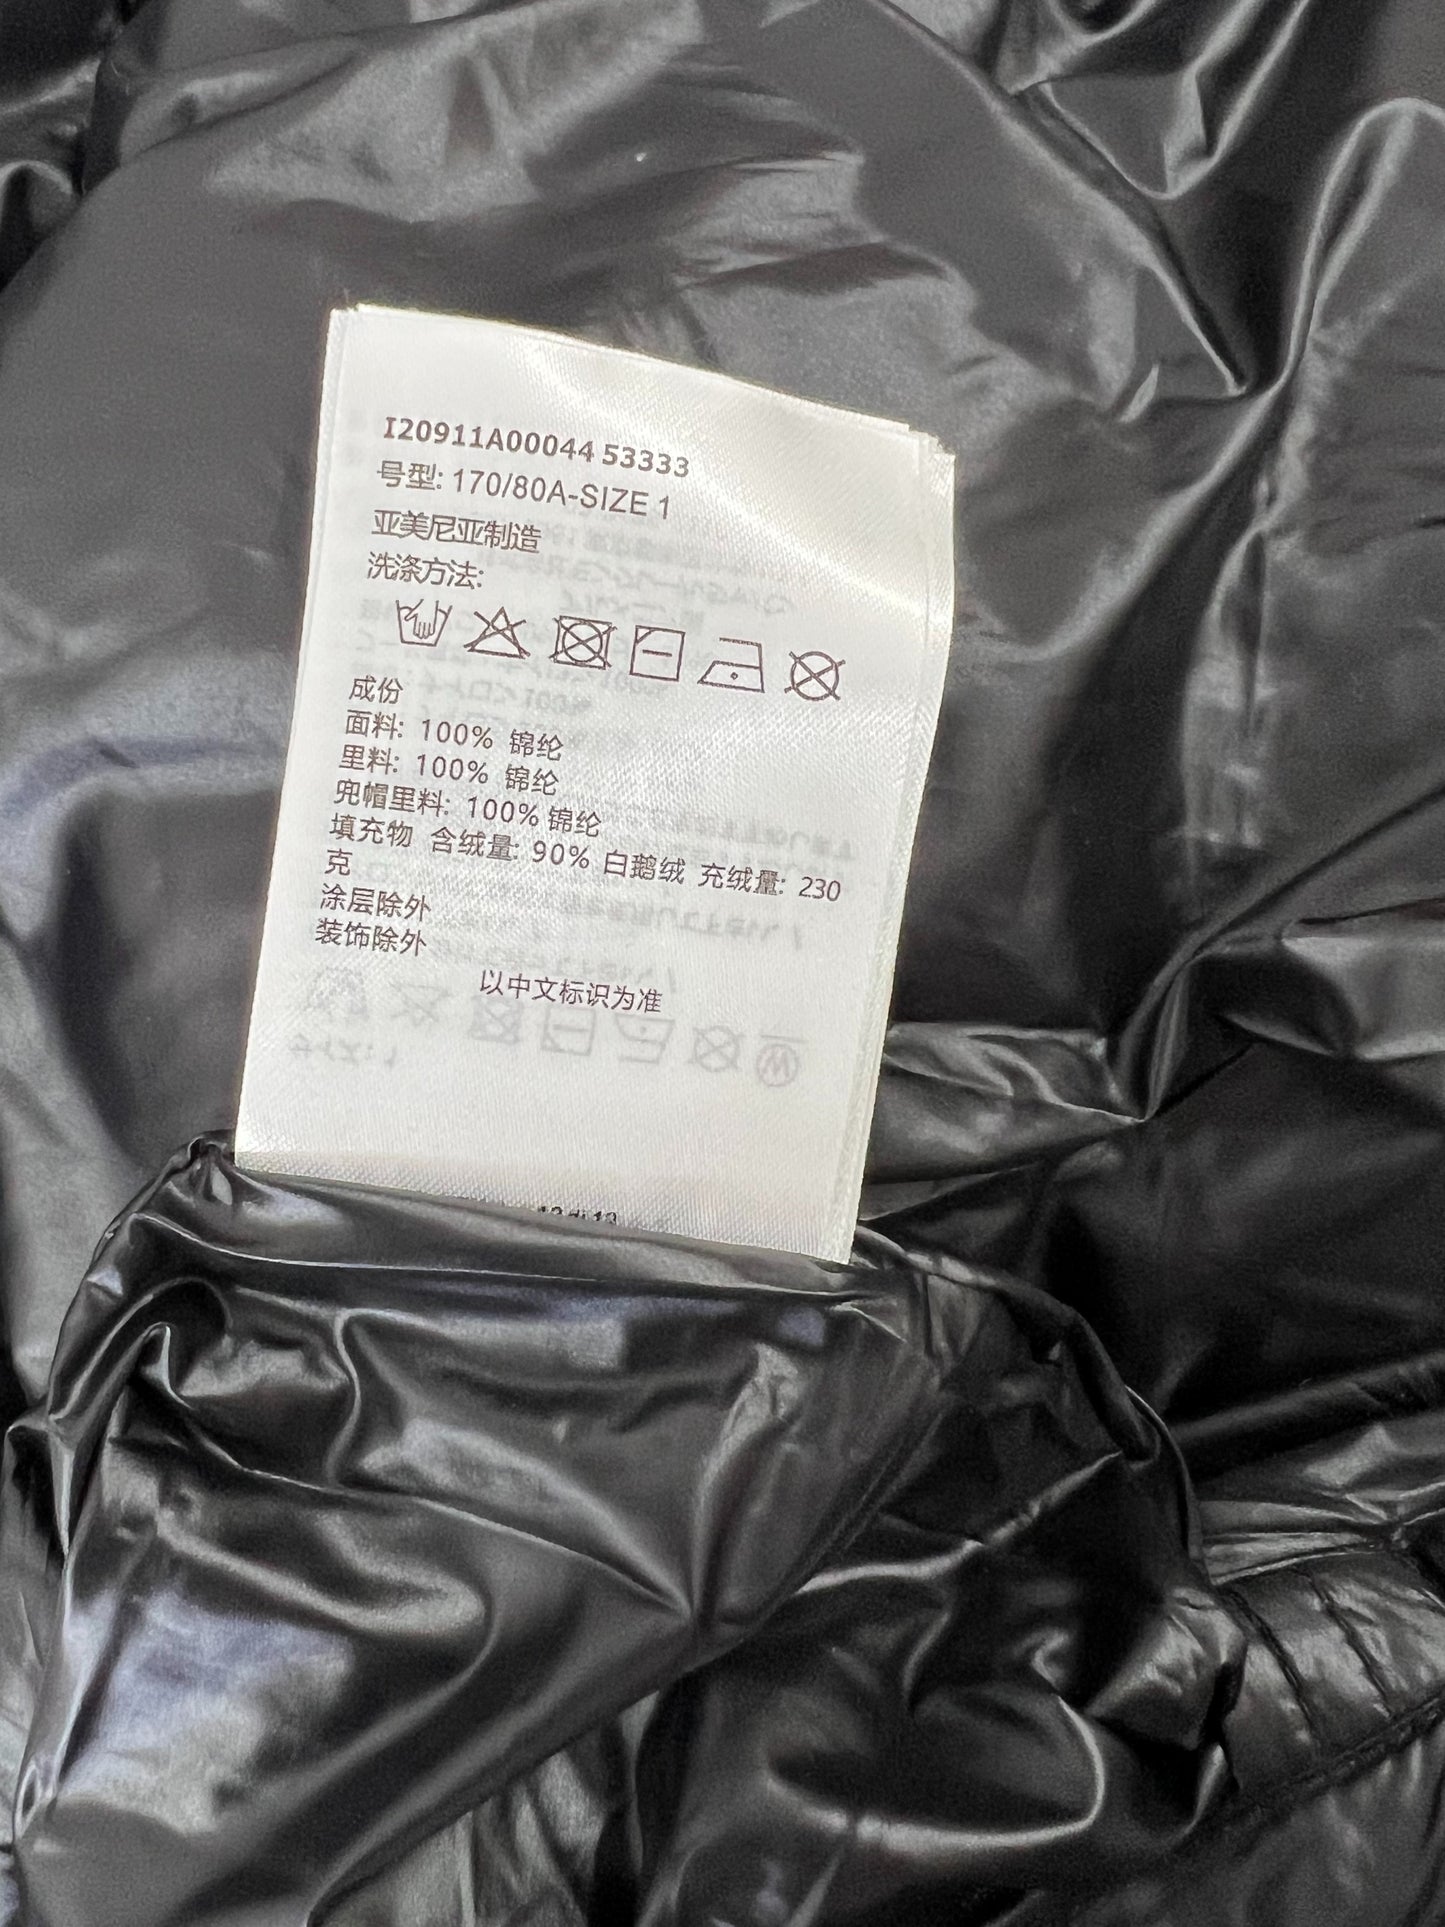 I20911A00044 53333
号型: 170/80A-SIZE 1
亚美尼亚制造
洗涤方法:
成份
面料: 100% 锦纶
里料: 100% 锦纶
兜帽里料: 100% 锦纶
填充物 含绒量: 90% 白鹅绒 充绒量: 230
克
涂层除外
装饰除外
以中文标识为准
12 di 12